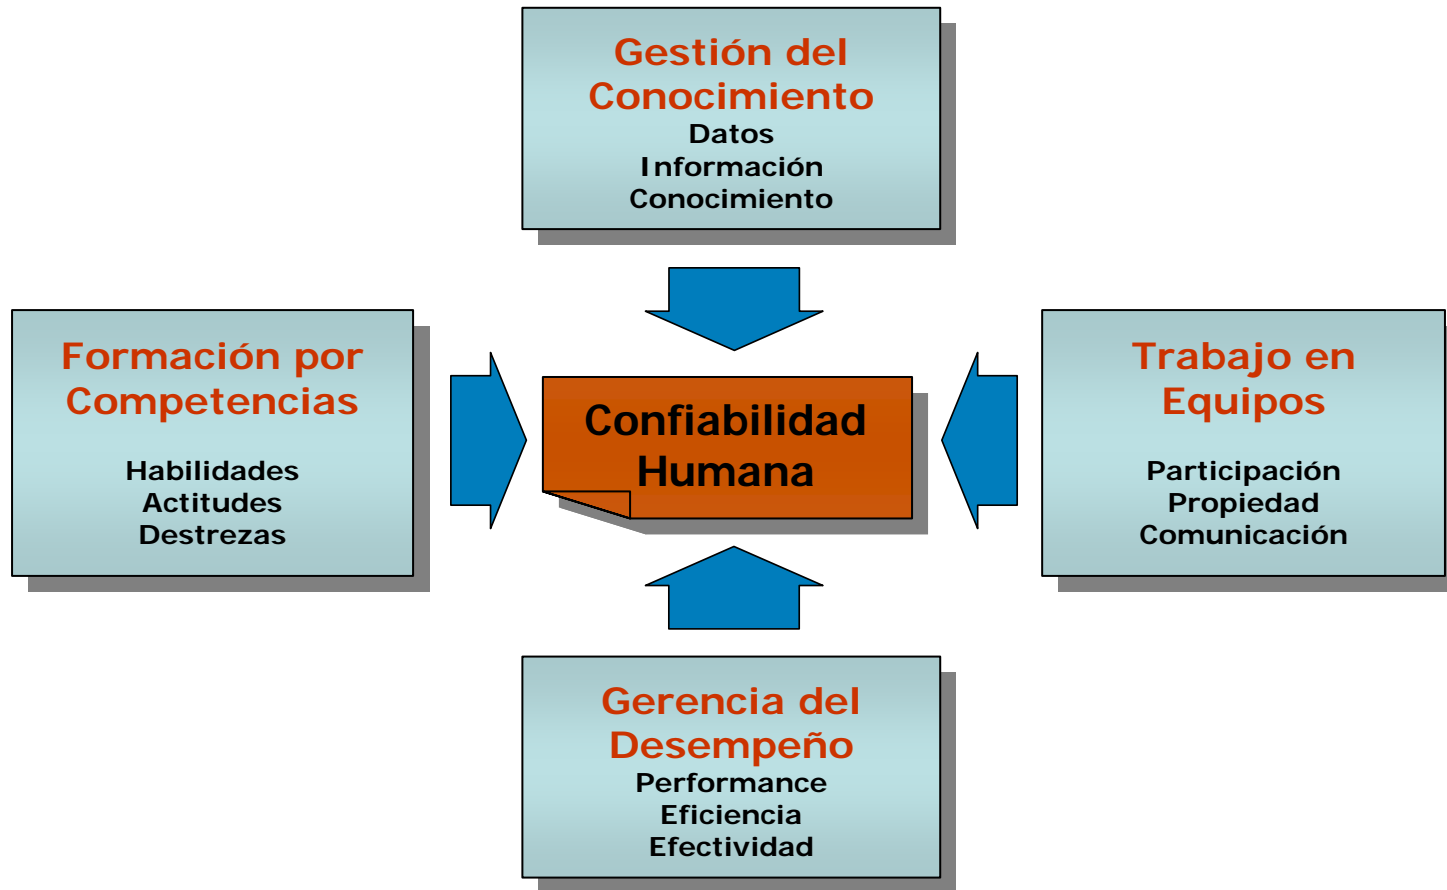 Gestión del
Conocimiento
Datos
Información
Conocimiento
Formación por
Competencias
Habilidades
Actitudes
Destrezas
Confiabilidad
Humana
Trabajo en
Equipos
Participación
Propiedad
Comunicación
Gerencia del
Desempeño
Performance
Eficiencia
Efectividad